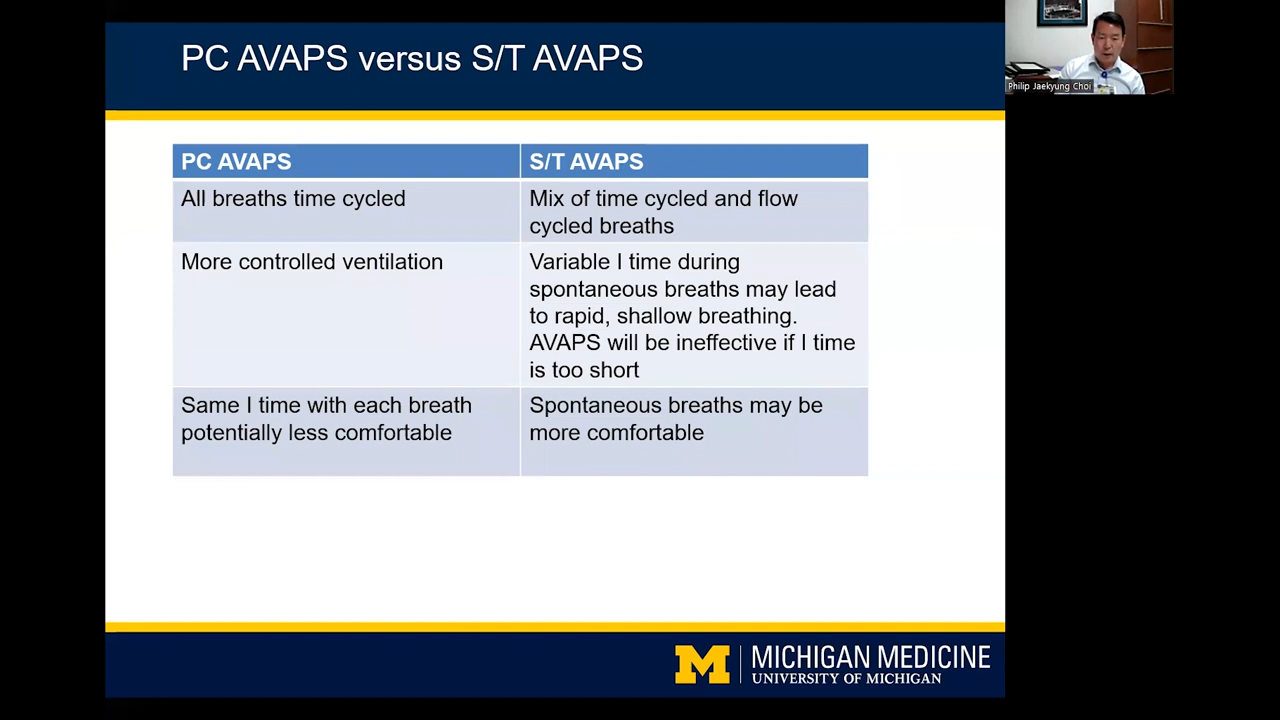 PC AVAPS versus S/T AVAPS
Philip Jaekyung Choi
PC AVAPS
S/T AVAPS
All breaths time cycled
Mix of time cycled and flow
cycled breaths
More controlled ventilation
Variable I time during
spontaneous breaths may lead
to rapid, shallow breathing.
AVAPS will be ineffective if I time
is too short
Same I time with each breath
potentially less comfortable
Spontaneous breaths may be
more comfortable
M
MICHIGAN MEDICINE
UNIVERSITY OF MICHIGAN